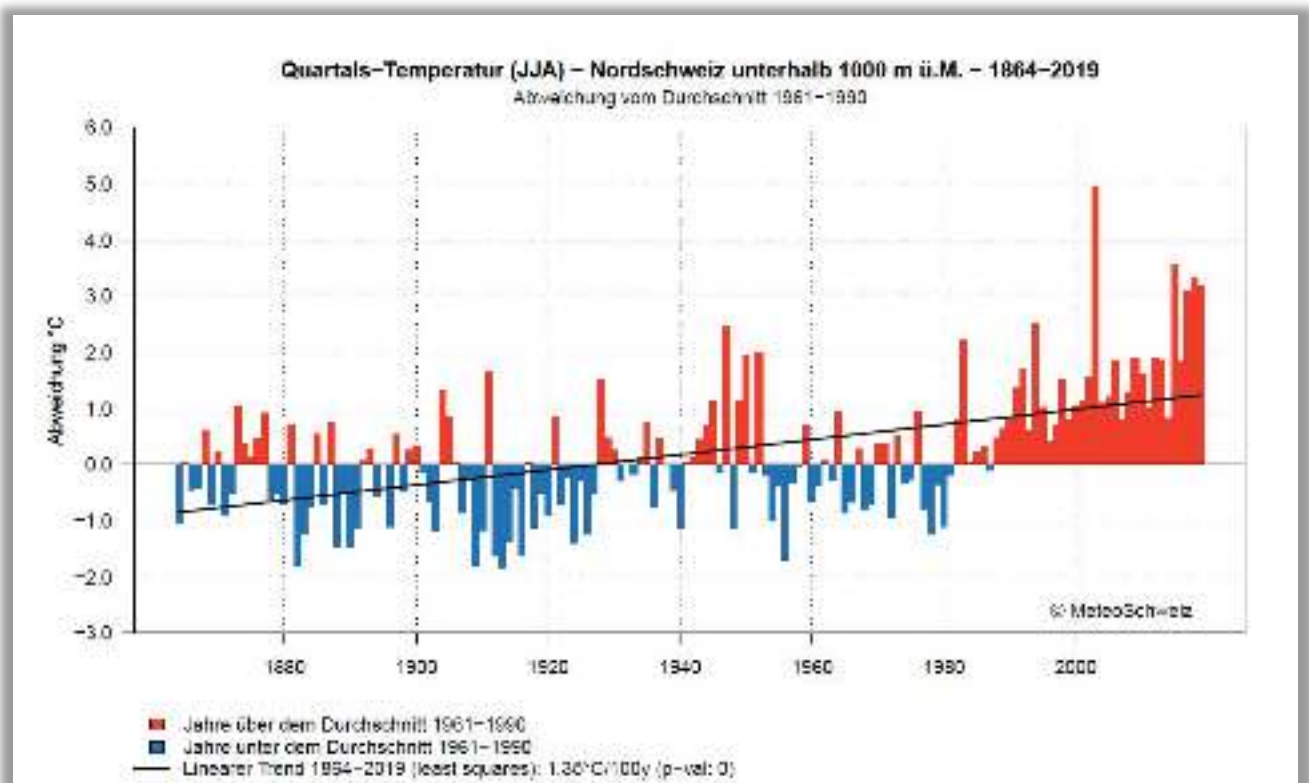 Quartals-Temperatur (JJA) – Nordschweiz unterhalb 1000 m ü.M. – 1864–2019
Abweichung vom Durchschnitt 1961–1990
Abweichung °C
6.0
5.0
4.0
3.0
2.0
1.0
0.0
−1.0
−2.0
−3.0
© MeteoSchweiz
1880 1900 1920 1940 1960 1980 2000
Jahre über dem Durchschnitt 1961–1990
Jahre unter dem Durchschnitt 1961–1990
Linearer Trend 1864–2019 (least squares): (p−val: 0)